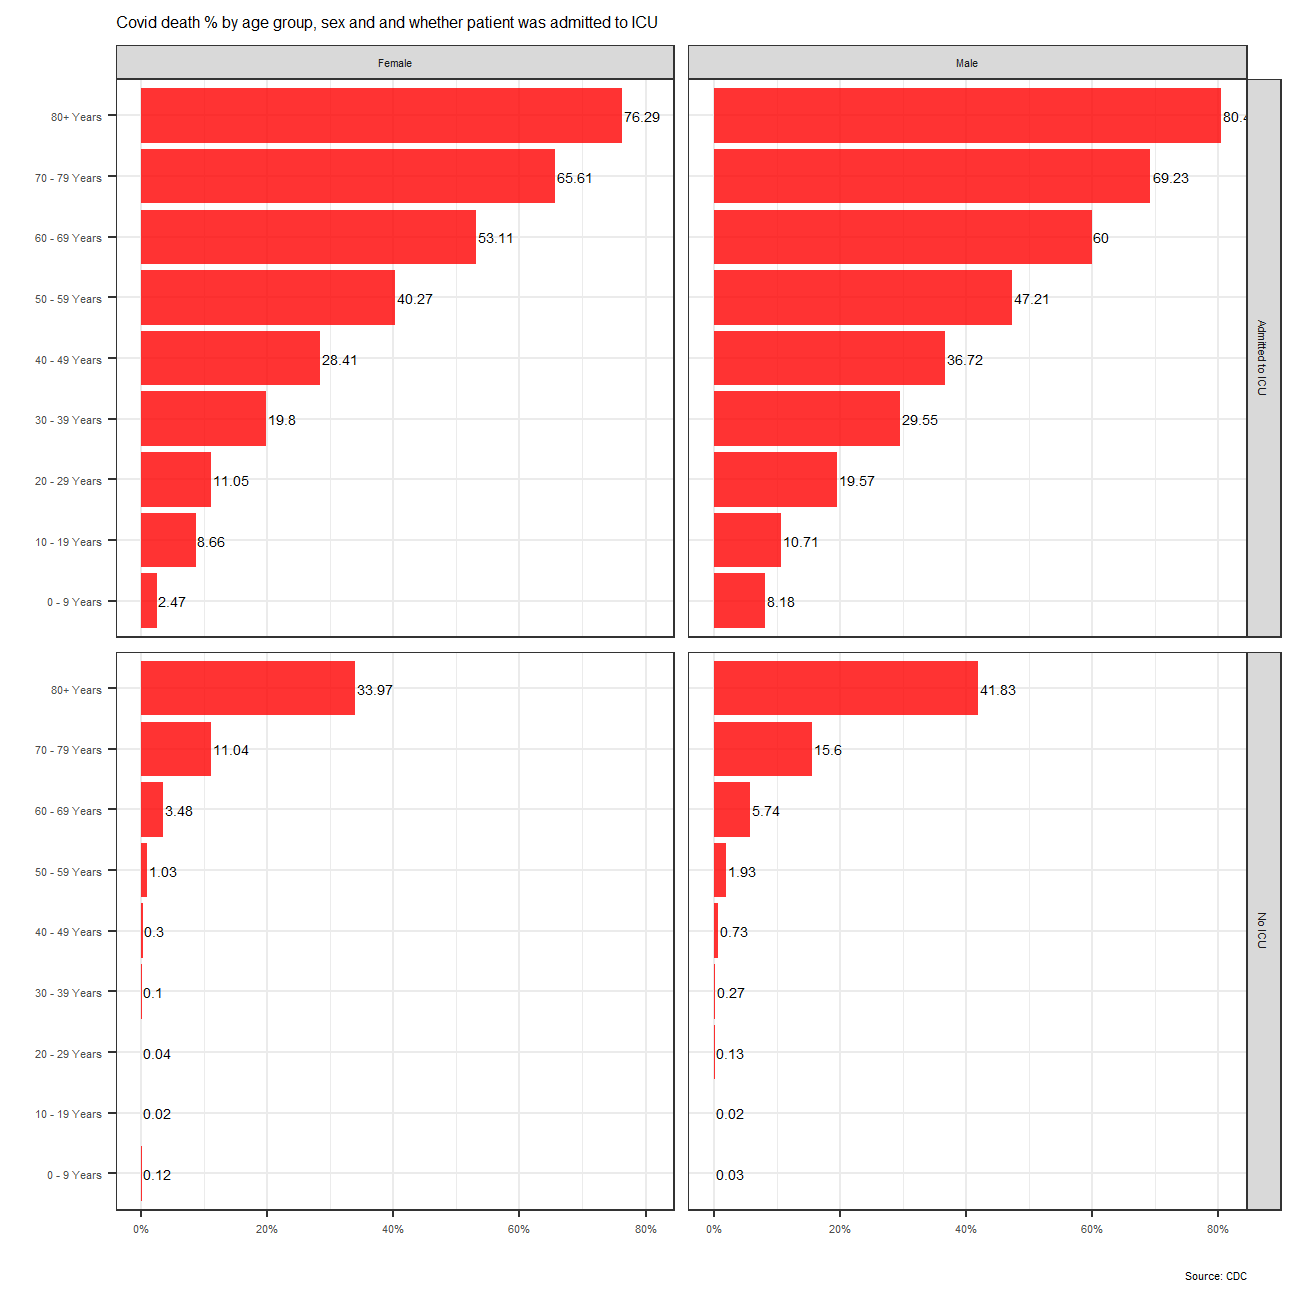 Covid death % by age group, sex and and whether patient was admitted to ICU
Female
Male
80+ Years
76.29
80.4
70 - 79 Years
65.61
69.23
60 - 69 Years
53.11
60
50 - 59 Years
40.27
47.21
40 - 49 Years
28.41
36.72
30 - 39 Years
19.8
29.55
20 - 29 Years
11.05
19.57
10 - 19 Years
8.66
10.71
0 - 9 Years
2.47
8.18
Admitted to ICU
80+ Years
33.97
41.83
70 - 79 Years
11.04
15.6
60 - 69 Years
3.48
5.74
50 - 59 Years
1.03
1.93
40 - 49 Years
0.3
0.73
30 - 39 Years
0.1
0.27
20 - 29 Years
0.04
0.13
10 - 19 Years
0.02
0.02
0 - 9 Years
0.12
0.03
No ICU
0%
20%
40%
60%
80%
0%
20%
40%
60%
80%
Source: CDC